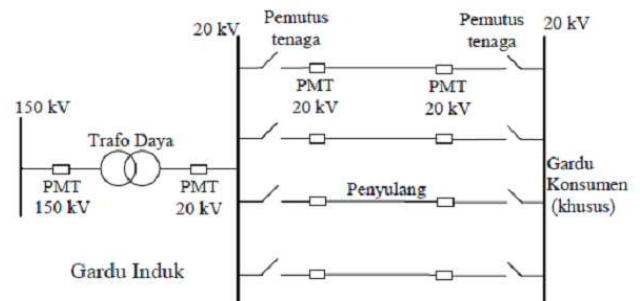 Pemutus
tenaga
20 kV
Pemutus
tenaga
20 kV
PMT
20 kV
PMT
20 kV
150 kV
Trafo Daya
PMT
150 kV
PMT
20 kV
Penyulang
Gardu
Konsumen
(khusus)
Gardu Induk